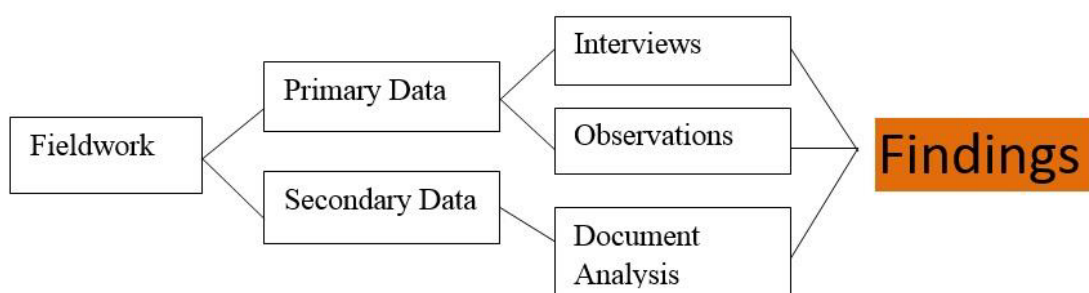 Fieldwork
Primary Data
Secondary Data
Interviews
Observations
Document
Analysis
Findings